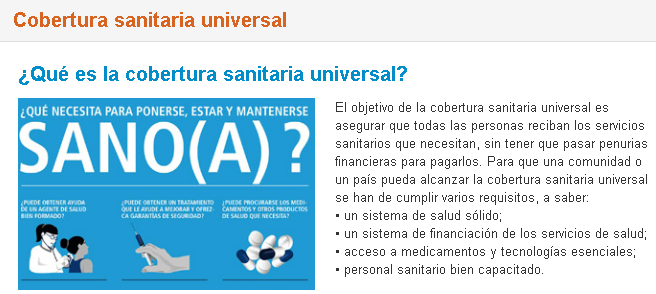 Cobertura sanitaria universal
¿Qué es la cobertura sanitaria universal?
¿QUÉ NECESITA PARA PONERSE, ESTAR Y MANTENERSE
SANO(A)?
¿PUEDE OBTENER AYUDA
DE UN AGENTE DE SALUD
BIEN FORMADO?
¿PUEDE OBTENER UN TRATAMIENTO
QUE LE AYUDE A MEJORAR Y OFREZ-
CA GARANTÍAS DE SEGURIDAD?
¿PUEDE PROCURARSE LOS MEDI-
CAMENTOS Y OTROS PRODUCTOS
DE SALUD QUE NECESITA?
El objetivo de la cobertura sanitaria universal es
asegurar que todas las personas reciban los servicios
sanitarios que necesitan, sin tener que pasar penurias
financieras para pagarlos. Para que una comunidad o
un país pueda alcanzar la cobertura sanitaria universal
se han de cumplir varios requisitos, a saber:
• un sistema de salud sólido;
• un sistema de financiación de los servicios de salud;
• acceso a medicamentos y tecnologías esenciales;
• personal sanitario bien capacitado.